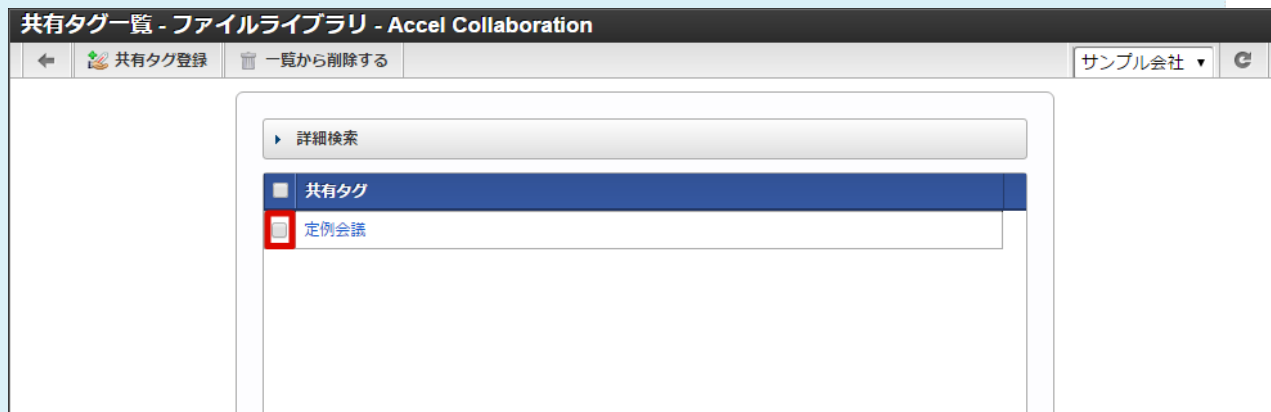 共有タグ一覧 - ファイルライブラリ - Accel Collaboration
共有タグ登録 一覧から削除する サンプル会社
詳細検索
共有タグ
定例会議